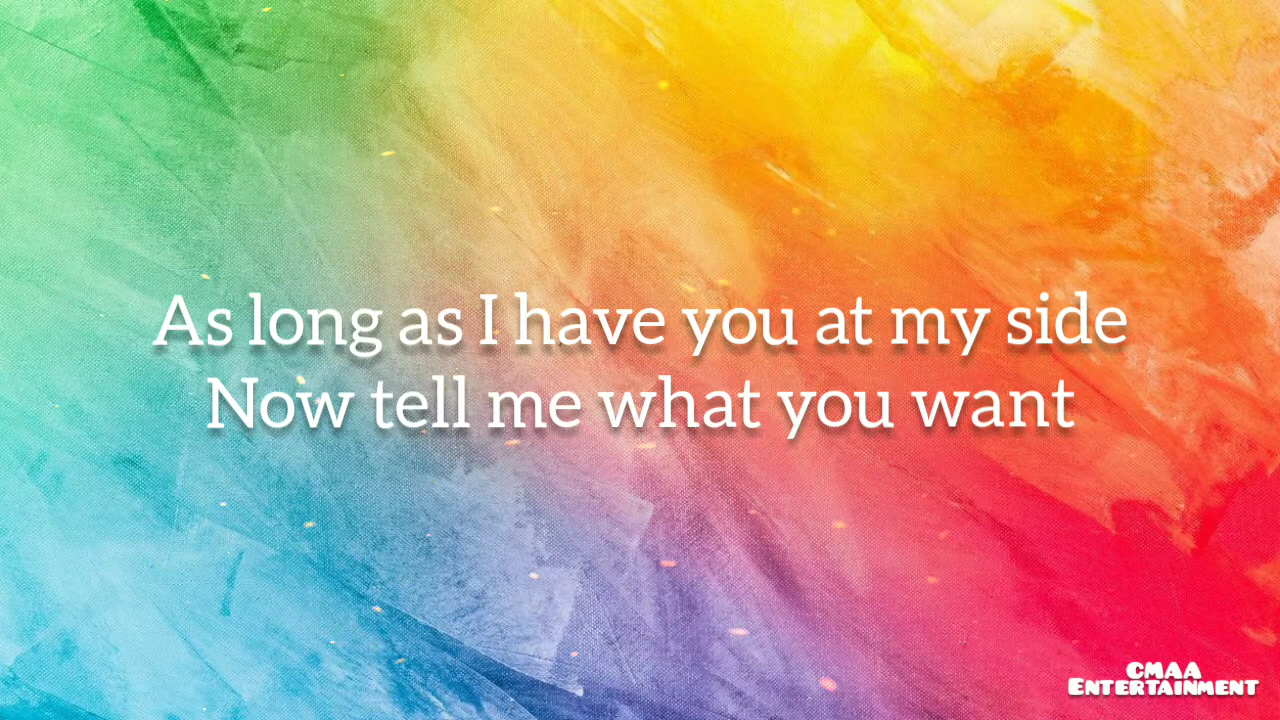 As long as I have you at my side
Now tell me what you want
CMAA
ENTERTAINMENT